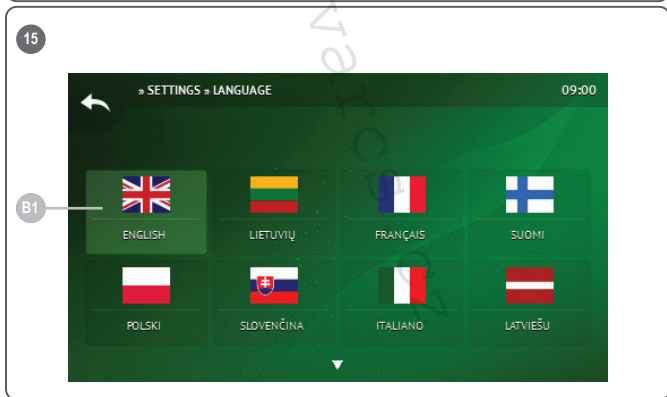 15
» SETTINGS » LANGUAGE 09:00
B1
ENGLISH LIETUVIŲ FRANÇAIS SUOMI
POLSKI SLOVENČINA ITALIANO LATVIEŠU